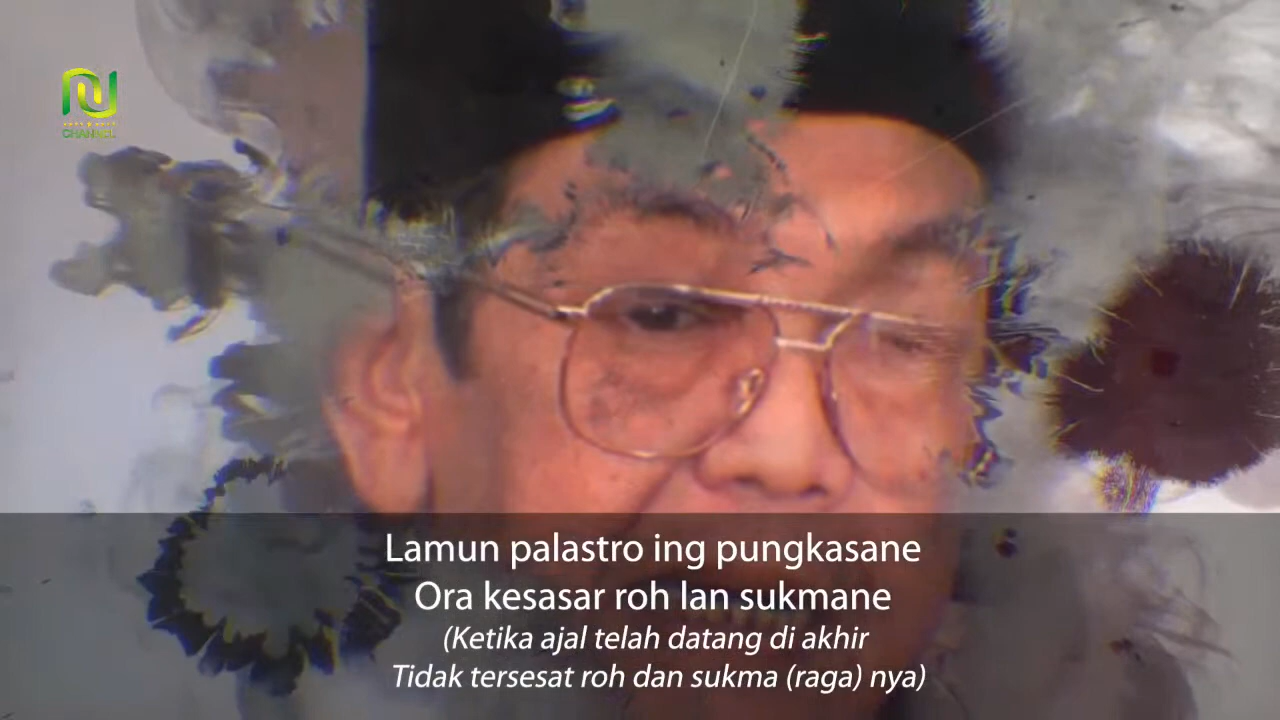 CHANNEL
Lamun palastro ing pungkasane
Ora kesasar roh lan sukmane
(Ketika ajal telah datang di akhir
Tidak tersesat roh dan sukma (raga) nya)